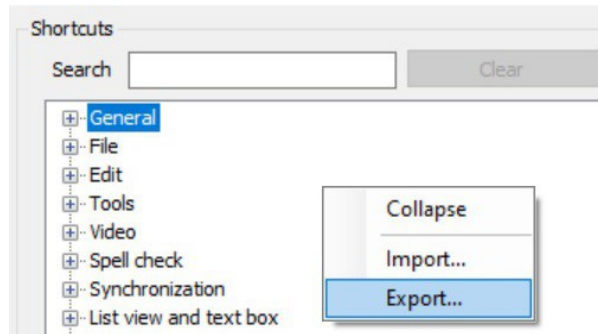 Shortcuts
Search
Clear
General
File
Edit
Tools
Video
Spell check
Synchronization
List view and text box
Collapse
Import...
Export...